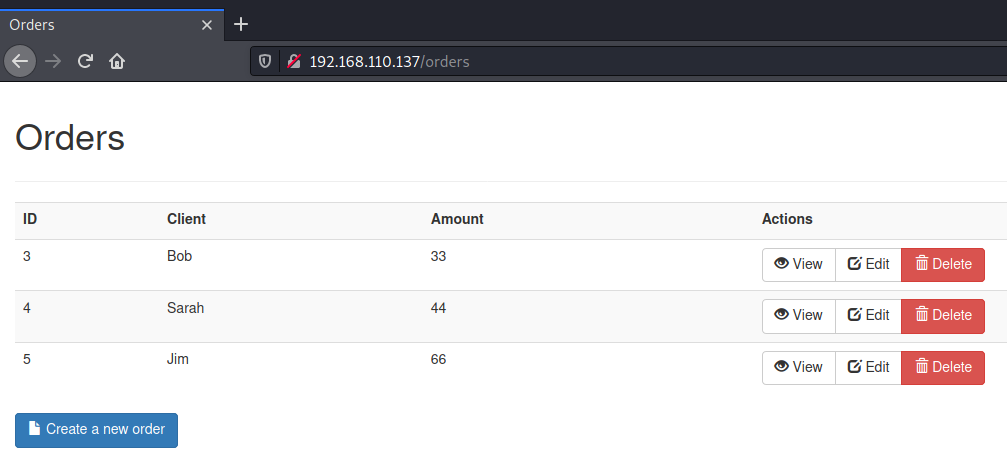 Orders
192.168.110.137/orders
Orders
ID Client Amount Actions
3 Bob 33 View Edit Delete
4 Sarah 44 View Edit Delete
5 Jim 66 View Edit Delete
Create a new order